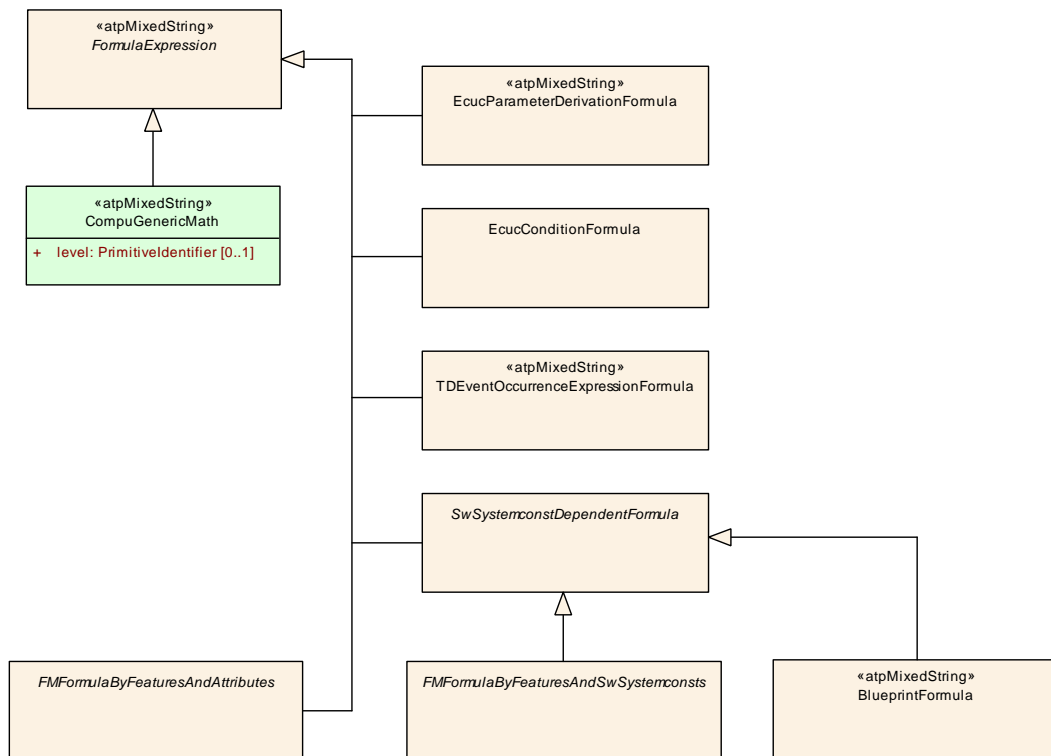 «atpMixedString»
FormulaExpression
«atpMixedString»
EcucParameterDerivationFormula
«atpMixedString»
CompuGenericMath
+ level: PrimitiveIdentifier [0..1]
EcucConditionFormula
«atpMixedString»
TDEventOccurrenceExpressionFormula
SwSystemconstDependentFormula
FMFormulaByFeaturesAndAttributes
FMFormulaByFeaturesAndSwSystemconsts
«atpMixedString»
BlueprintFormula